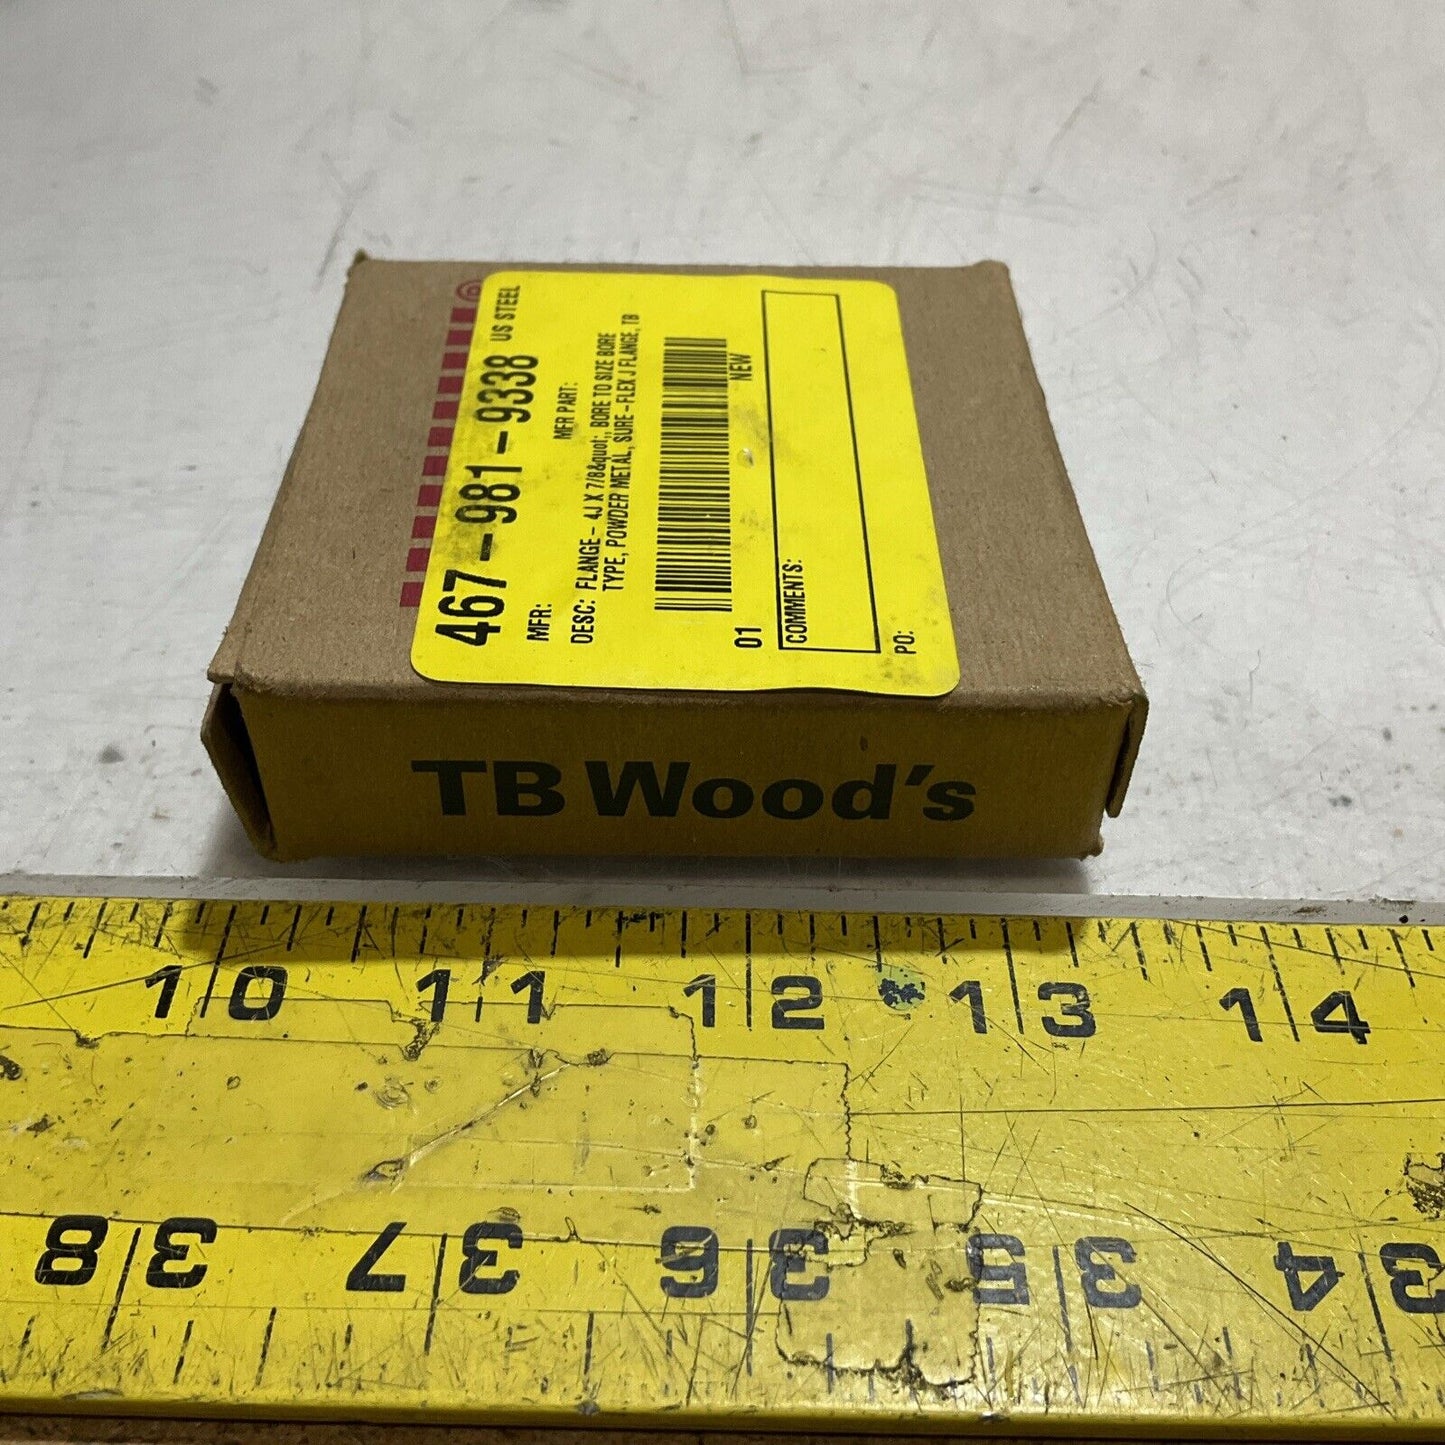 ®
467-981-9338 US STEEL
MFR: MFR PART:
DESC: FLANGE- 4J X 7/8&quot;, BORE TO SIZE BORE
TYPE, POWDER METAL, SURE-FLEX J FLANGE, TB
NEW
01
COMMENTS:
PO:
TB Wood's
10 11 12 13 14
34 35 36 37 38